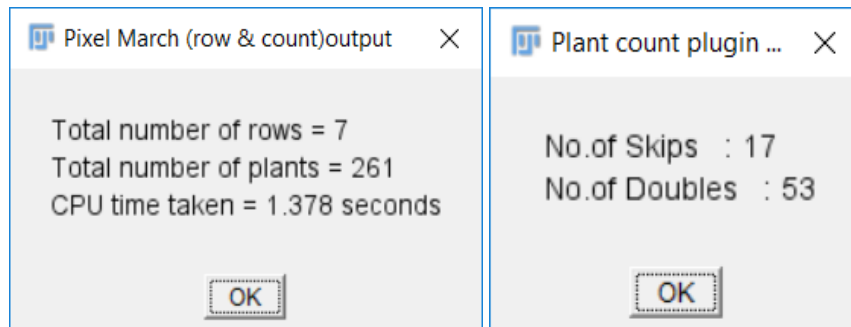 Pixel March (row & count)output
Total number of rows = 7
Total number of plants = 261
CPU time taken = 1.378 seconds
OK
Plant count plugin ...
No.of Skips : 17
No.of Doubles : 53
OK